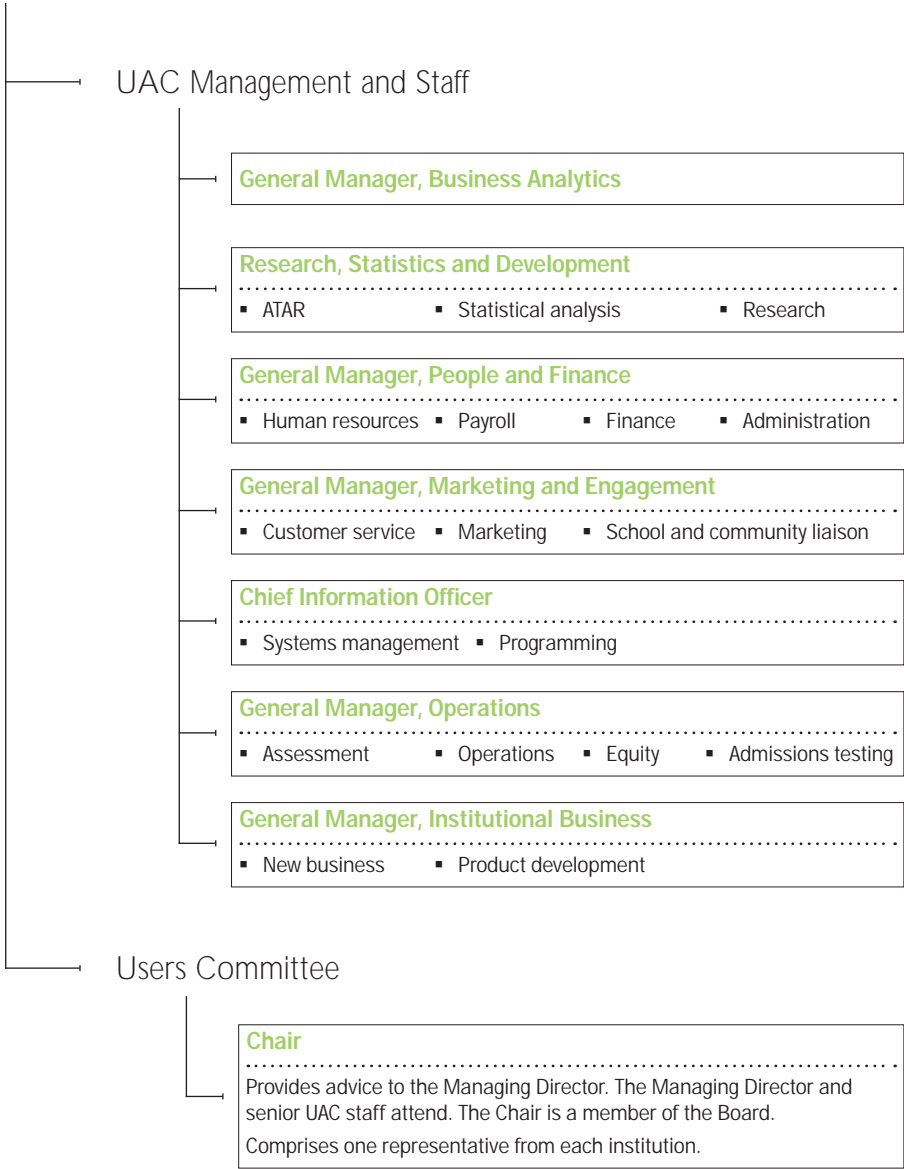 UAC Management and Staff
General Manager, Business Analytics
Research, Statistics and Development
▪ ATAR ▪ Statistical analysis ▪ Research
General Manager, People and Finance
▪ Human resources ▪ Payroll ▪ Finance ▪ Administration
General Manager, Marketing and Engagement
▪ Customer service ▪ Marketing ▪ School and community liaison
Chief Information Officer
▪ Systems management ▪ Programming
General Manager, Operations
▪ Assessment ▪ Operations ▪ Equity ▪ Admissions testing
General Manager, Institutional Business
▪ New business ▪ Product development
Users Committee
Chair
Provides advice to the Managing Director. The Managing Director and
senior UAC staff attend. The Chair is a member of the Board.
Comprises one representative from each institution.